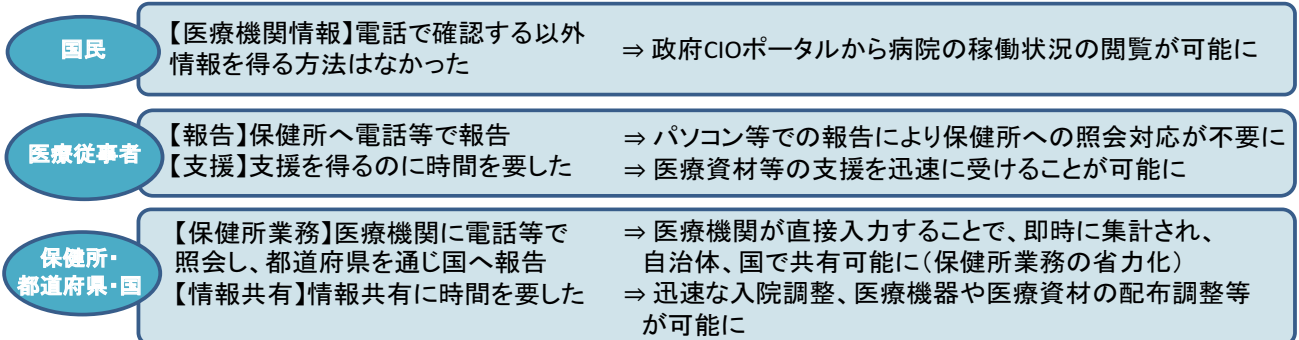 国民
【医療機関情報】電話で確認する以外
情報を得る方法はなかった
⇒ 政府CIOポータルから病院の稼働状況の閲覧が可能に
医療従事者
【報告】保健所へ電話等で報告
【支援】支援を得るのに時間を要した
⇒ パソコン等での報告により保健所への照会対応が不要に
⇒ 医療資材等の支援を迅速に受けることが可能に
保健所・
都道府県・国
【保健所業務】医療機関に電話等で
照会し、都道府県を通じ国へ報告
【情報共有】情報共有に時間を要した
⇒ 医療機関が直接入力することで、即時に集計され、
自治体、国で共有可能に（保健所業務の省力化）
⇒ 迅速な入院調整、医療機器や医療資材の配布調整等
が可能に